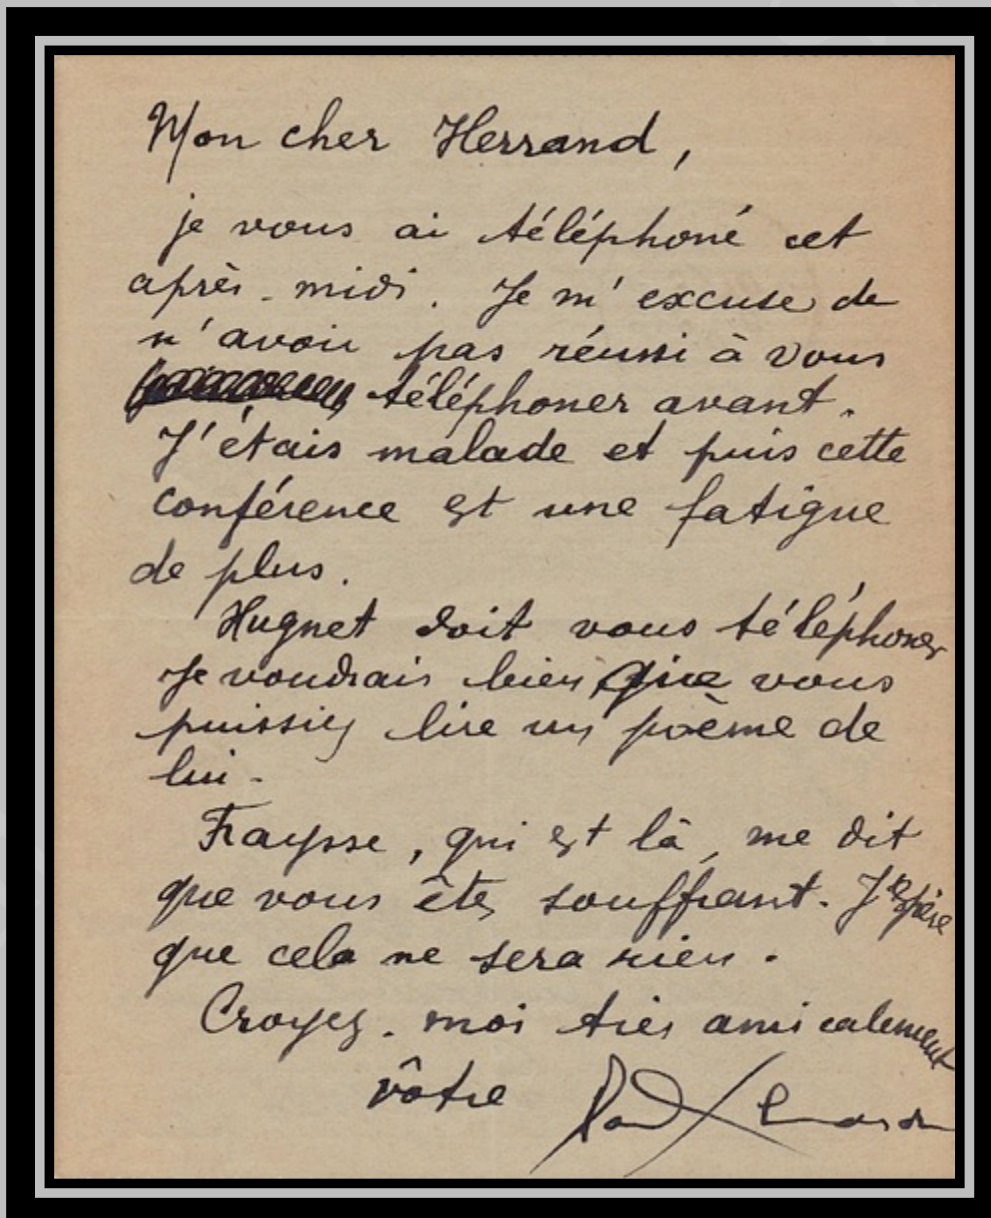 Mon cher Herrand,
je vous ai téléphoné cet
après-midi. Je m'excuse de
n'avoir pas réussi à vous
téléphoner avant.
J'étais malade et puis cette
conférence est une fatigue
de plus.
Hugnet doit vous téléphoner
Je voudrais bien que vous
puissiez lire un poème de
lui.
Fraysse, qui est là, me dit
que vous êtes souffrant. J'espère
que cela ne sera rien.
Croyez-moi très amicalement
vôtre
Paul Eluard